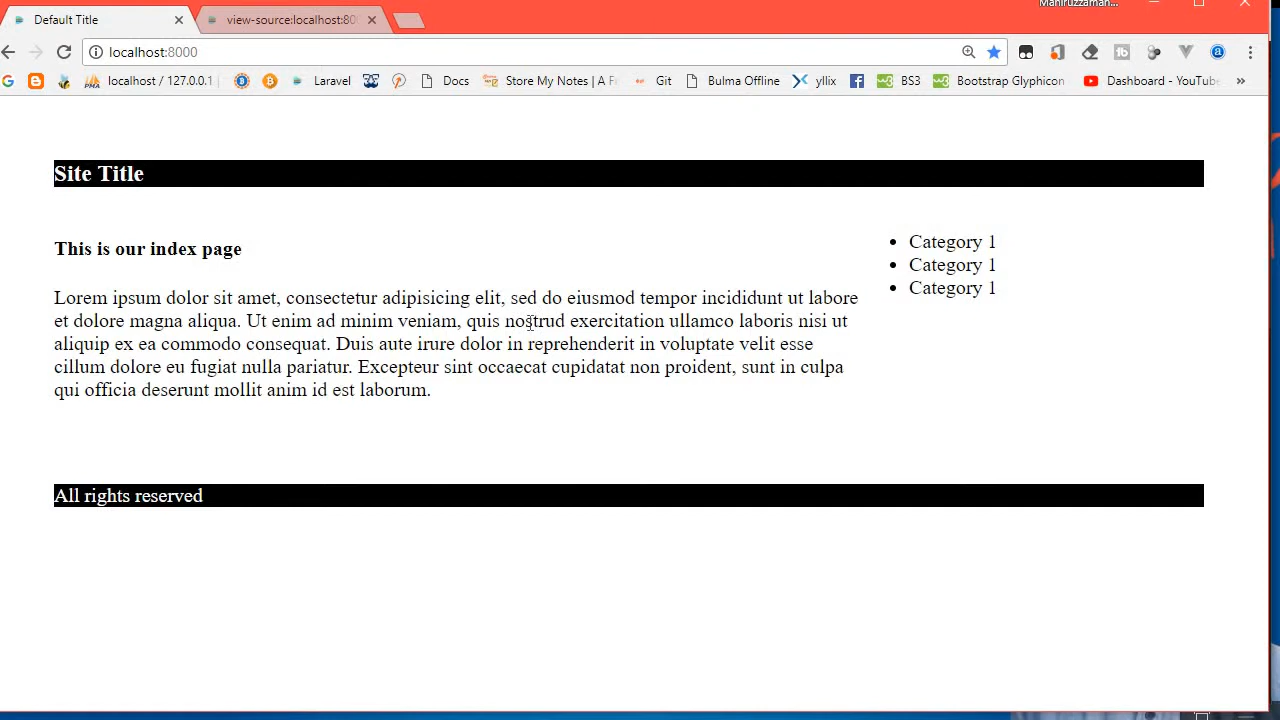 Mahiruzzaman...
Default Title
view-source:localhost:80
localhost:8000
G
PMA
localhost / 127.0.0.1
Laravel
Docs
Store My Notes | A F
Git
Bulma Offline
yllix
BS3
Bootstrap Glyphicon
Dashboard - YouTube
»
Site Title
This is our index page
Category 1
Category 1
Category 1
Lorem ipsum dolor sit amet, consectetur adipisicing elit, sed do eiusmod tempor incididunt ut labore
et dolore magna aliqua. Ut enim ad minim veniam, quis nostrud exercitation ullamco laboris nisi ut
aliquip ex ea commodo consequat. Duis aute irure dolor in reprehenderit in voluptate velit esse
cillum dolore eu fugiat nulla pariatur. Excepteur sint occaecat cupidatat non proident, sunt in culpa
qui officia deserunt mollit anim id est laborum.
All rights reserved